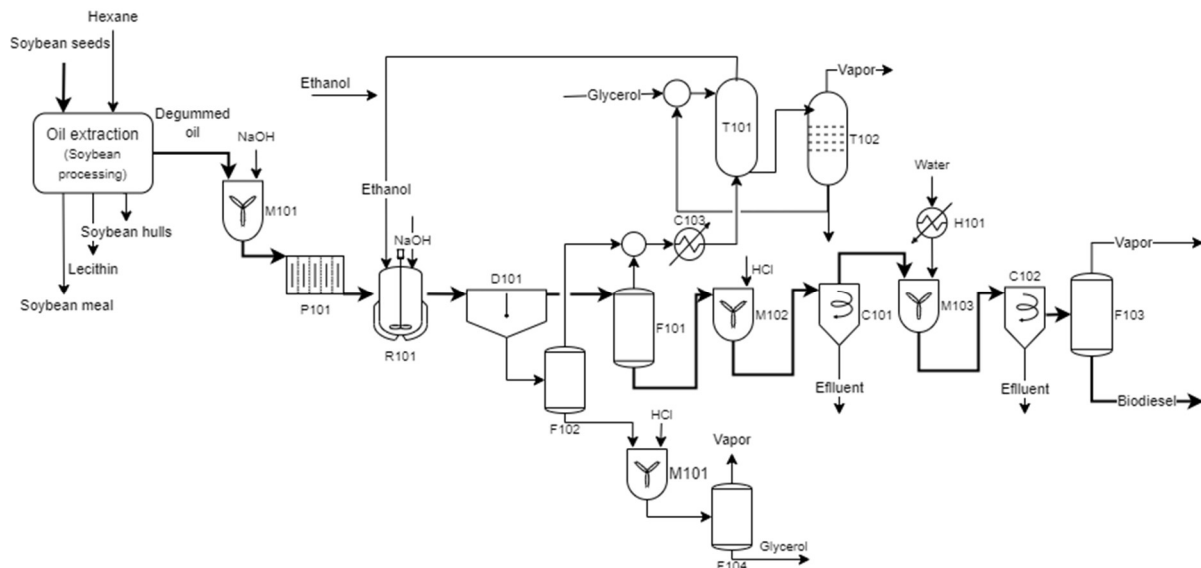 Hexane
Soybean seeds
Oil extraction
(Soybean
processing)
Degummed
oil
NaOH
M101
Soybean hulls
Lecithin
Soybean meal
P101
Ethanol
Ethanol
NaOH
R101
D101
Glycerol
T101
Vapor
T102
C103
F101
F102
HCl
M101
Vapor
F104
Glycerol
HCl
M102
C101
Eflluent
Water
H101
M103
C102
Eflluent
Vapor
F103
Biodiesel